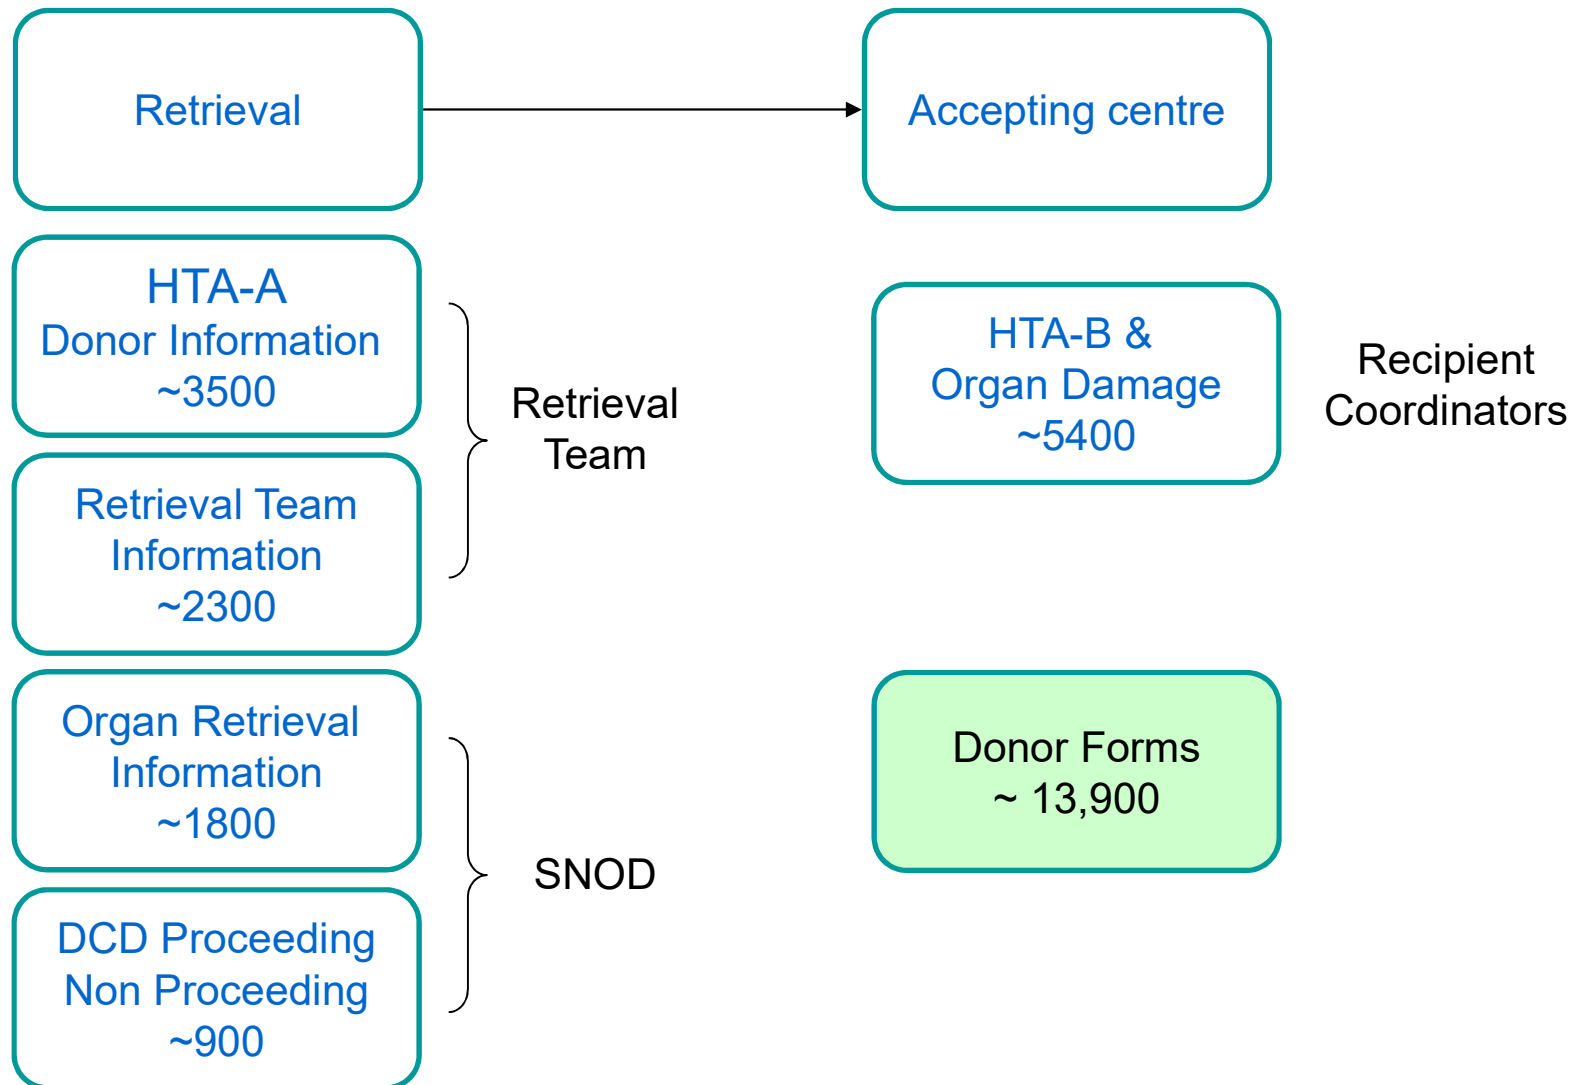 Retrieval
Accepting centre
HTA-A
Donor Information
~3500
Retrieval Team
Information
~2300
Retrieval
Team
Organ Retrieval
Information
~1800
DCD Proceeding
Non Proceeding
~900
SNOD
HTA-B &
Organ Damage
~5400
Recipient
Coordinators
Donor Forms
~ 13,900